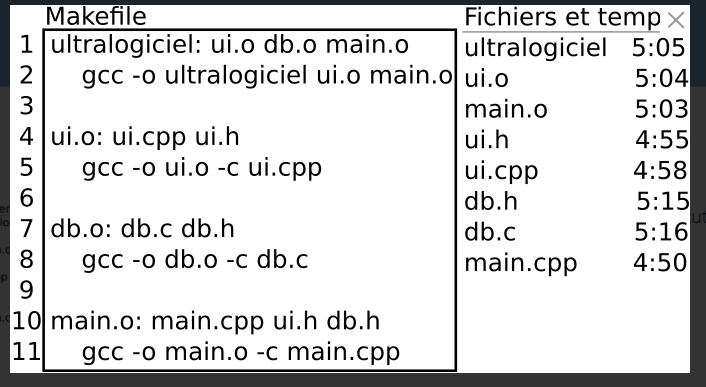 Makefile
1 ultralogiciel: ui.o db.o main.o
2 gcc -o ultralogiciel ui.o main.o
3
4 ui.o: ui.cpp ui.h
5 gcc -o ui.o -c ui.cpp
6
7 db.o: db.c db.h
8 gcc -o db.o -c db.c
9
10 main.o: main.cpp ui.h db.h
11 gcc -o main.o -c main.cpp
Fichiers et temp
ultralogiciel 5:05
ui.o 5:04
main.o 5:03
ui.h 4:55
ui.cpp 4:58
db.h 5:15
db.c 5:16
main.cpp 4:50